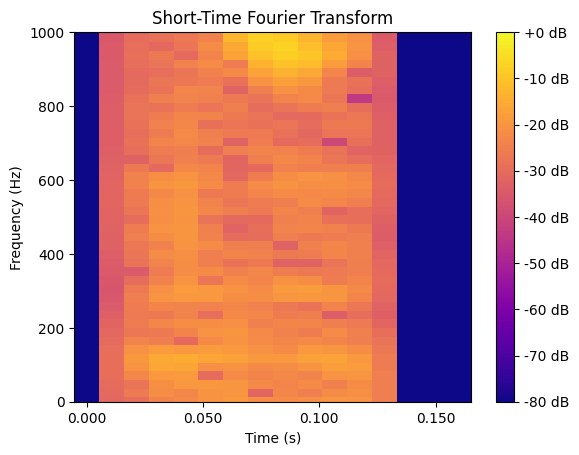 Short-Time Fourier Transform
1000
800
600
400
200
0
Frequency (Hz)
0.000
0.050
0.100
0.150
Time (s)
+0 dB
-10 dB
-20 dB
-30 dB
-40 dB
-50 dB
-60 dB
-70 dB
-80 dB